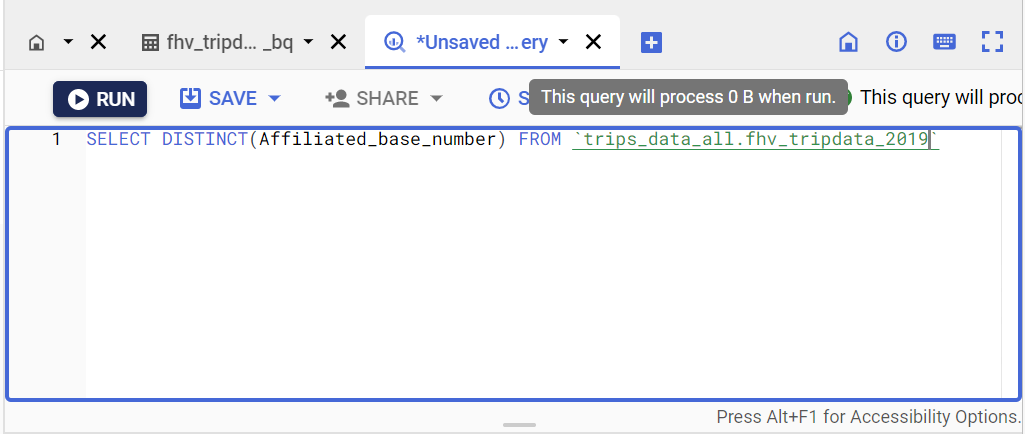 fhv_tripd... _bq *Unsaved ...ery
RUN SAVE SHARE S This query will process 0 B when run. This query will proc
1 SELECT DISTINCT(Affiliated_base_number) FROM `trips_data_all.fhv_tripdata_2019`
Press Alt+F1 for Accessibility Options.